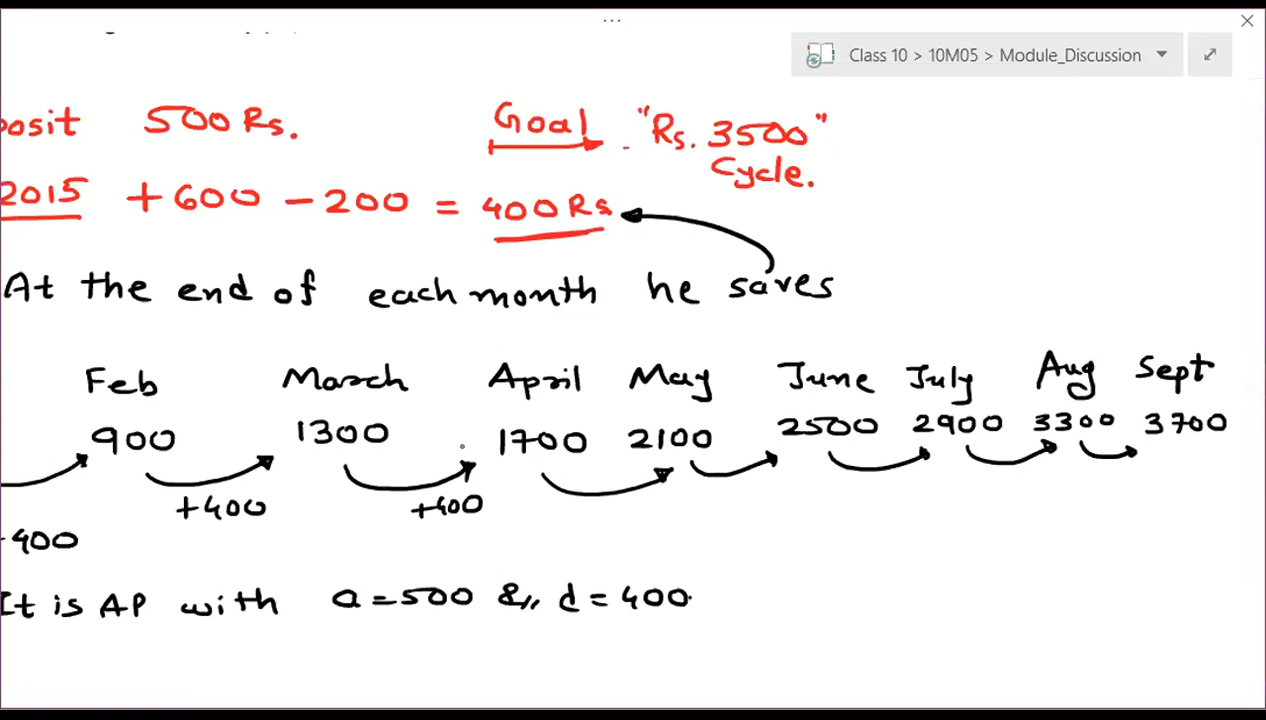 Class 10 > 10M05 > Module_Discussion
posit 500 Rs. Goal "Rs. 3500"
Cycle.
2015 + 600 - 200 = 400 Rs
At the end of each month he saves
Feb March April May June July Aug Sept
900 1300 1700 2100 2500 2900 3300 3700
+400 +400
400
It is AP with a = 500 & d = 400